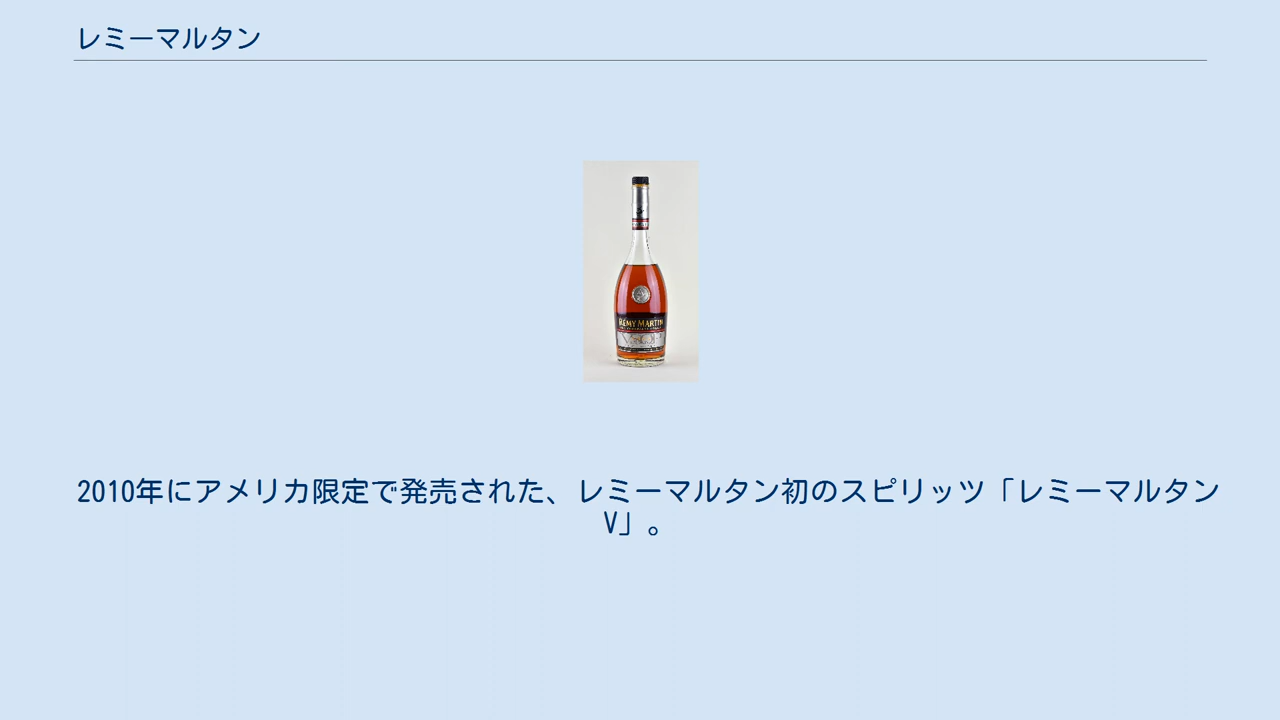 レミーマルタン
RÉMY MARTIN
VSOP
2010年にアメリカ限定で発売された、レミーマルタン初のスピリッツ「レミーマルタン
V」。